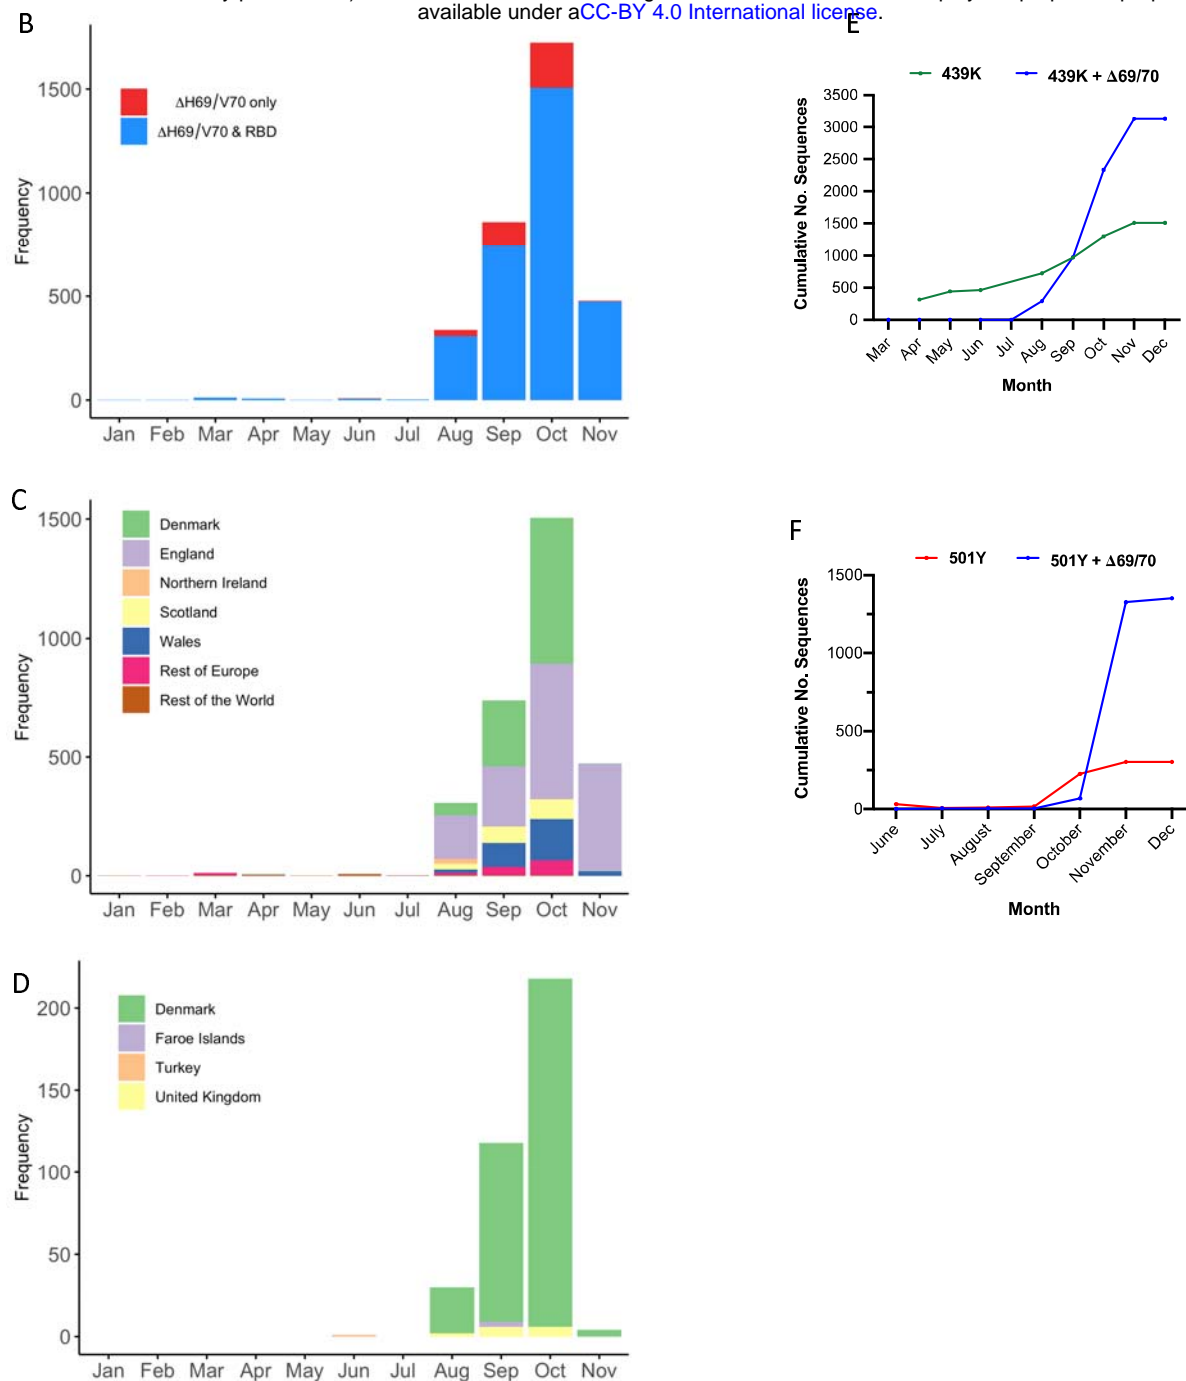 available under aCC-BY 4.0 International license.
B
ΔH69/V70 only
ΔH69/V70 & RBD
Frequency
1500
1000
500
0
Jan Feb Mar Apr May Jun Jul Aug Sep Oct Nov
E
439K 439K + Δ69/70
Cumulative No. Sequences
3500
3000
2500
2000
1500
1000
500
0
Mar Apr May Jun Jul Aug Sep Oct Nov Dec
Month
C
Denmark
England
Northern Ireland
Scotland
Wales
Rest of Europe
Rest of the World
Frequency
1500
1000
500
0
Jan Feb Mar Apr May Jun Jul Aug Sep Oct Nov
F
501Y 501Y + Δ69/70
Cumulative No. Sequences
1500
1000
500
0
June July August September October November Dec
Month
D
Denmark
Faroe Islands
Turkey
United Kingdom
Frequency
200
150
100
50
0
Jan Feb Mar Apr May Jun Jul Aug Sep Oct Nov